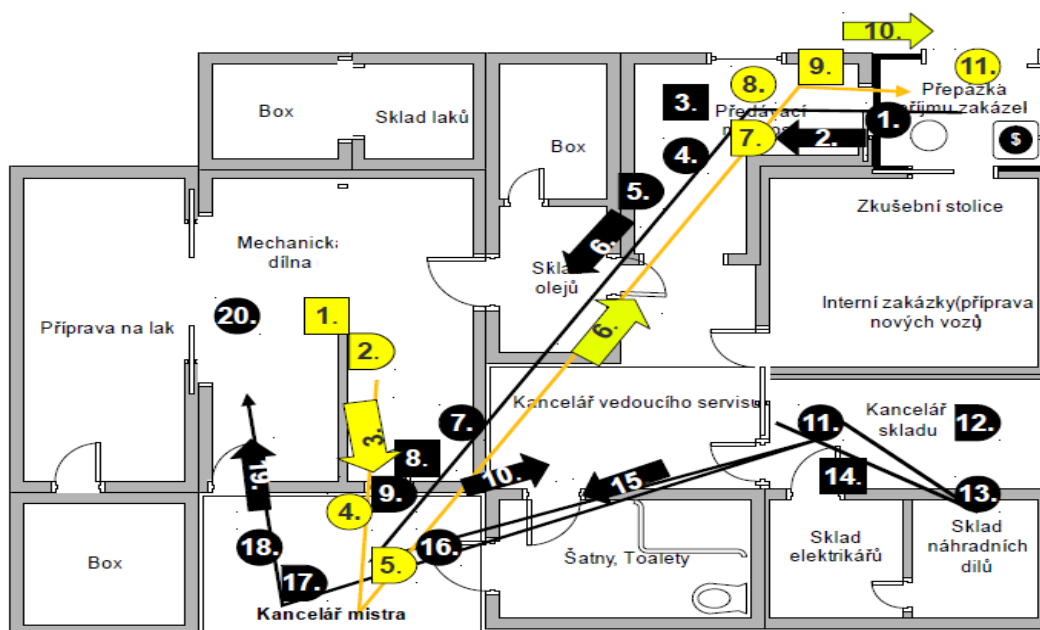 10.
11.
Box
Sklad laků
Box
3.
8.
9.
Přepážka
příjmu zakázek
Předávací
7.
2.
1.
$
4.
5.
6.
Zkušební stolice
Mechanická
dílna
Sklad
olejů
Příprava na lak
20.
1.
2.
6.
Interní zakázky(příprava
nových vozů)
Kancelář vedoucího servisu
3.
7.
8.
9.
10.
11.
Kancelář
skladu
12.
13.
14.
15
19.
4.
5.
16.
17.
18.
Box
Šatny, Toalety
Sklad
elektrikářů
Sklad
náhradních
dílů
Kancelář mistra